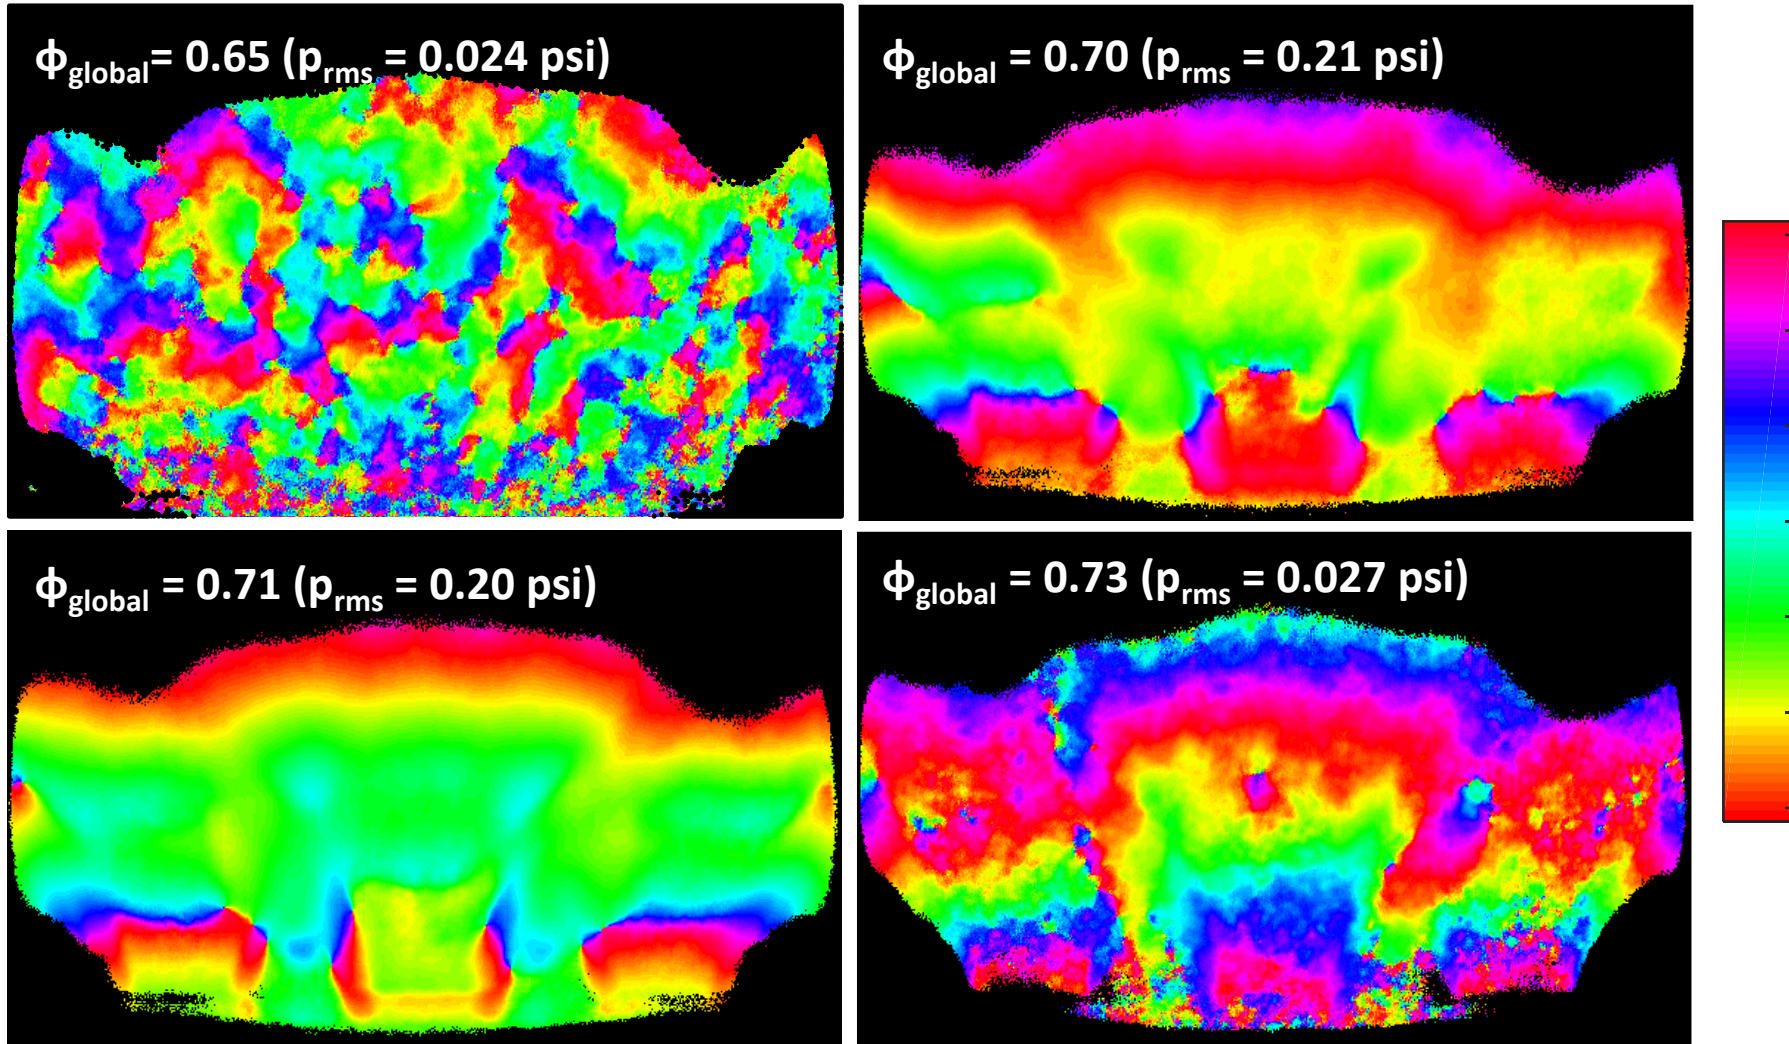 ϕglobal= 0.65 (prms = 0.024 psi)
ϕglobal = 0.70 (prms = 0.21 psi)
ϕglobal = 0.71 (prms = 0.20 psi)
ϕglobal = 0.73 (prms = 0.027 psi)